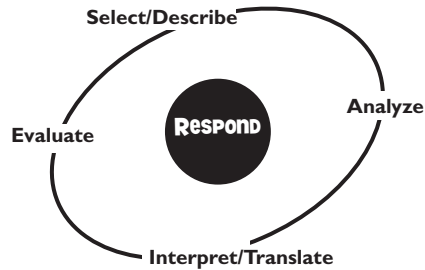 Select/Describe
Analyze
Respond
Evaluate
Interpret/Translate